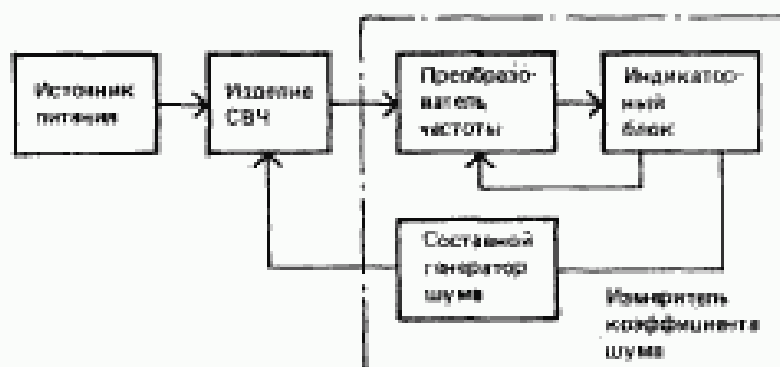 Источник
питания
Изделие
СВЧ
Преобразо-
ватель
частоты
Индикатор-
ный
блок
Составной
генератор
шума
Измеритель
коэффициента
шума